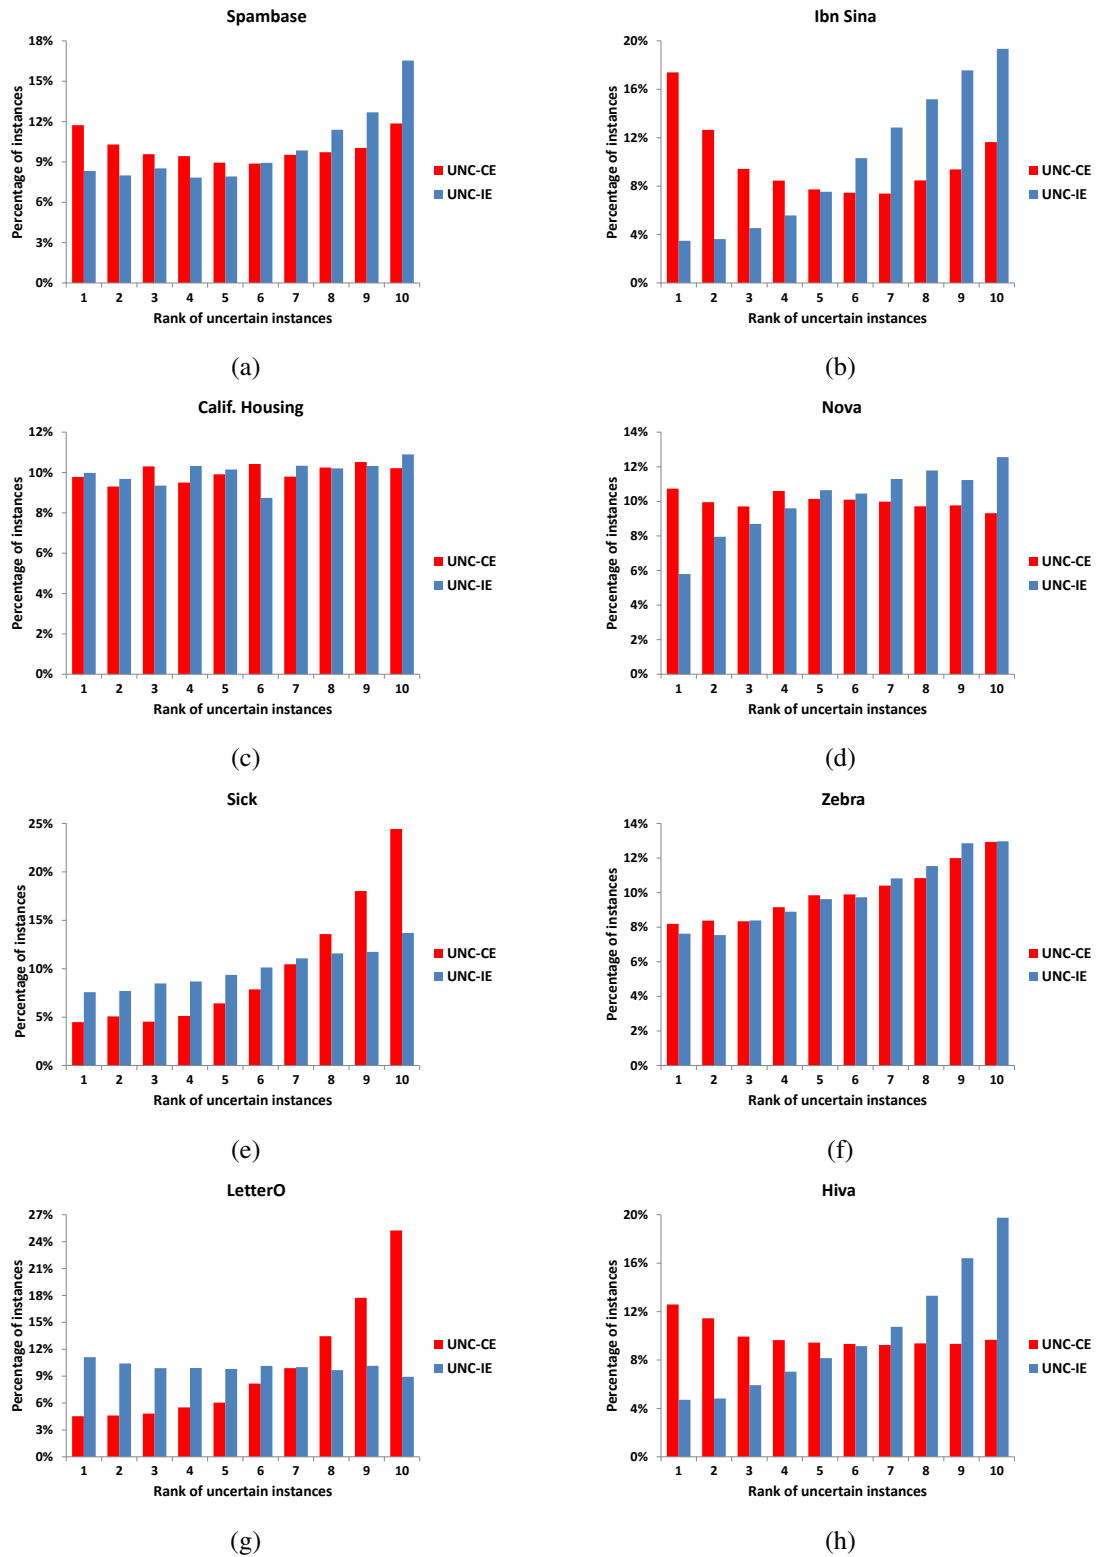 Spambase
18%
15%
12%
9%
6%
3%
0%
Percentage of instances
1 2 3 4 5 6 7 8 9 10
Rank of uncertain instances
UNC-CE
UNC-IE
(a)
Ibn Sina
20%
16%
12%
8%
4%
0%
Percentage of instances
1 2 3 4 5 6 7 8 9 10
Rank of uncertain instances
UNC-CE
UNC-IE
(b)
Calif. Housing
12%
10%
8%
6%
4%
2%
0%
Percentage of instances
1 2 3 4 5 6 7 8 9 10
Rank of uncertain instances
UNC-CE
UNC-IE
(c)
Nova
14%
12%
10%
8%
6%
4%
2%
0%
Percentage of instances
1 2 3 4 5 6 7 8 9 10
Rank of uncertain instances
UNC-CE
UNC-IE
(d)
Sick
25%
20%
15%
10%
5%
0%
Percentage of instances
1 2 3 4 5 6 7 8 9 10
Rank of uncertain instances
UNC-CE
UNC-IE
(e)
Zebra
14%
12%
10%
8%
6%
4%
2%
0%
Percentage of instances
1 2 3 4 5 6 7 8 9 10
Rank of uncertain instances
UNC-CE
UNC-IE
(f)
LetterO
27%
24%
21%
18%
15%
12%
9%
6%
3%
0%
Percentage of instances
1 2 3 4 5 6 7 8 9 10
Rank of uncertain instances
UNC-CE
UNC-IE
(g)
Hiva
20%
16%
12%
8%
4%
0%
Percentage of instances
1 2 3 4 5 6 7 8 9 10
Rank of uncertain instances
UNC-CE
UNC-IE
(h)